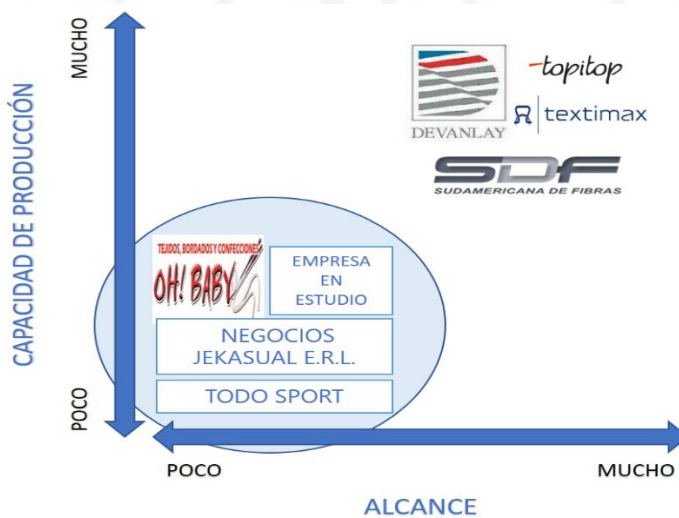 CAPACIDAD DE PRODUCCIÓN
MUCHO
POCO
DEVANLAY
topitop
textimax
SDF
SUDAMERICANA DE FIBRAS
TEJIDOS, BORDADOS Y CONFECCIONES
OH! BABY
EMPRESA
EN
ESTUDIO
NEGOCIOS
JEKASUAL E.R.L.
TODO SPORT
POCO
MUCHO
ALCANCE